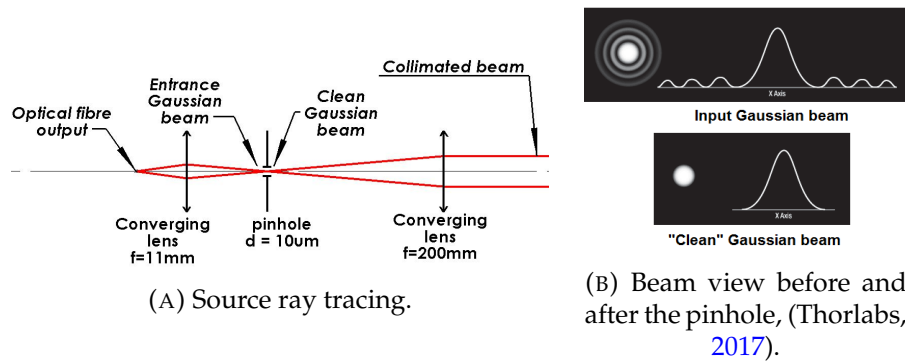 Optical fibre
output
Entrance
Gaussian
beam
Clean
Gaussian
beam
Collimated beam
Converging
lens
f=11mm
pinhole
d = 10um
Converging
lens
f=200mm
(A) Source ray tracing.
X Axis
Input Gaussian beam
X Axis
"Clean" Gaussian beam
(B) Beam view before and
after the pinhole, (Thorlabs,
2017).